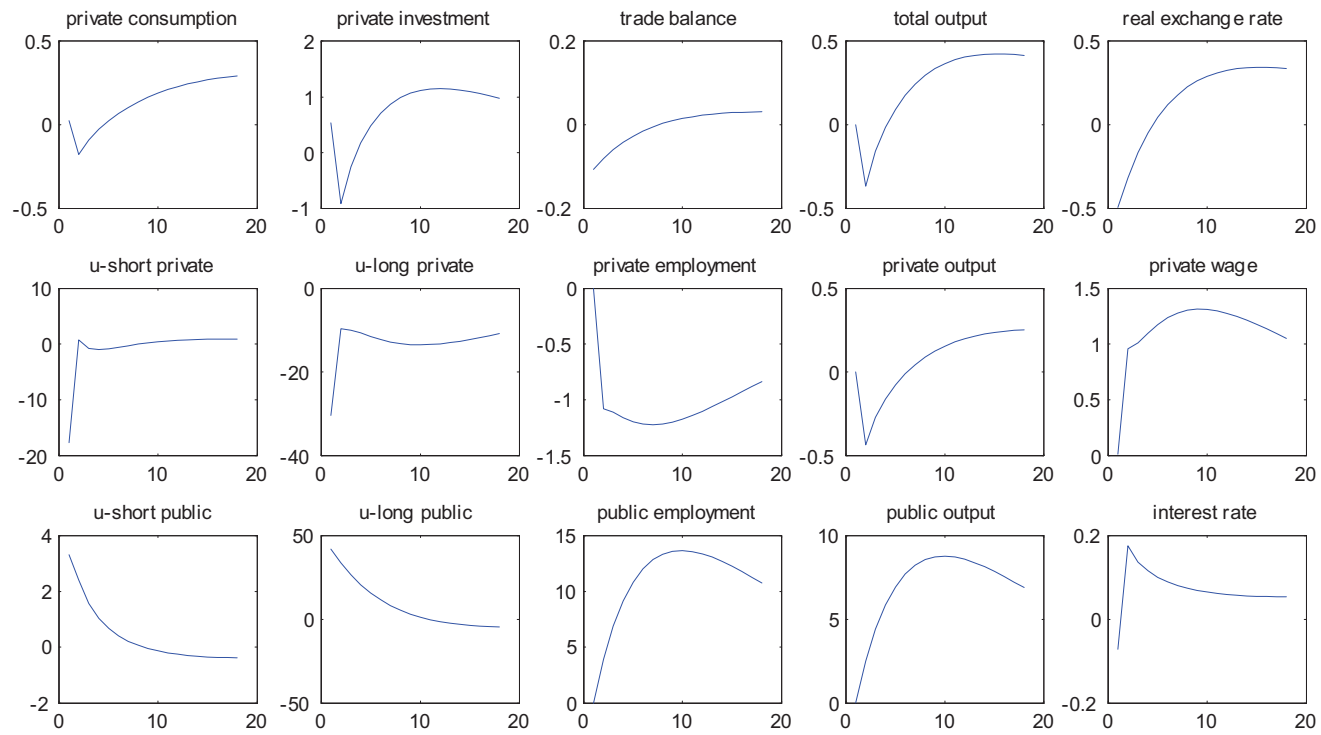 private consumption
0.5
0
-0.5
0 10 20
private investment
2
1
0
-1
0 10 20
trade balance
0.2
0
-0.2
0 10 20
total output
0.5
0
-0.5
0 10 20
real exchange rate
0.5
0
-0.5
0 10 20
u-short private
10
0
-10
-20
0 10 20
u-long private
0
-20
-40
0 10 20
private employment
0
-0.5
-1
-1.5
0 10 20
private output
0.5
0
-0.5
0 10 20
private wage
1.5
1
0.5
0
0 10 20
u-short public
4
2
0
-2
0 10 20
u-long public
50
0
-50
0 10 20
public employment
15
10
5
0
0 10 20
public output
10
5
0
0 10 20
interest rate
0.2
0
-0.2
0 10 20